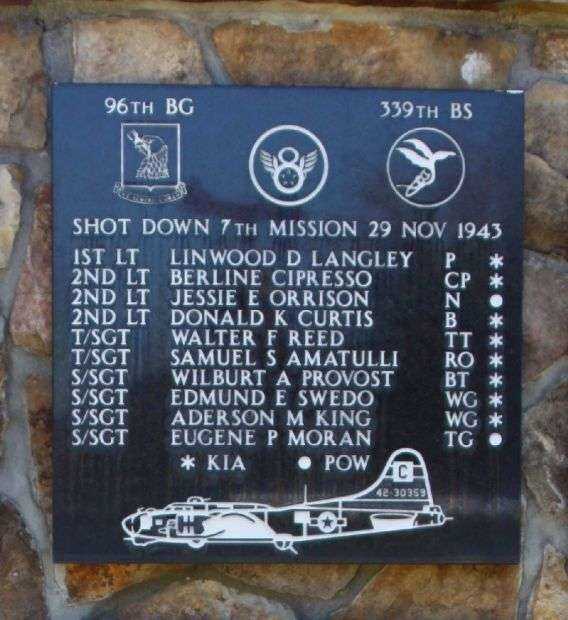 96TH BG 339TH BS
8
SHOT DOWN 7TH MISSION 29 NOV 1943
1ST LT LINWOOD D LANGLEY P *
2ND LT BERLINE CIPRESSO CP *
2ND LT JESSIE E ORRISON N ●
2ND LT DONALD K CURTIS B *
T/SGT WALTER F REED TT *
T/SGT SAMUEL S AMATULLI RO *
S/SGT WILBURT A PROVOST BT *
S/SGT EDMUND E SWEDO WG *
S/SGT ADERSON M KING WG *
S/SGT EUGENE P MORAN TG ●
* KIA ● POW
C
42-30359